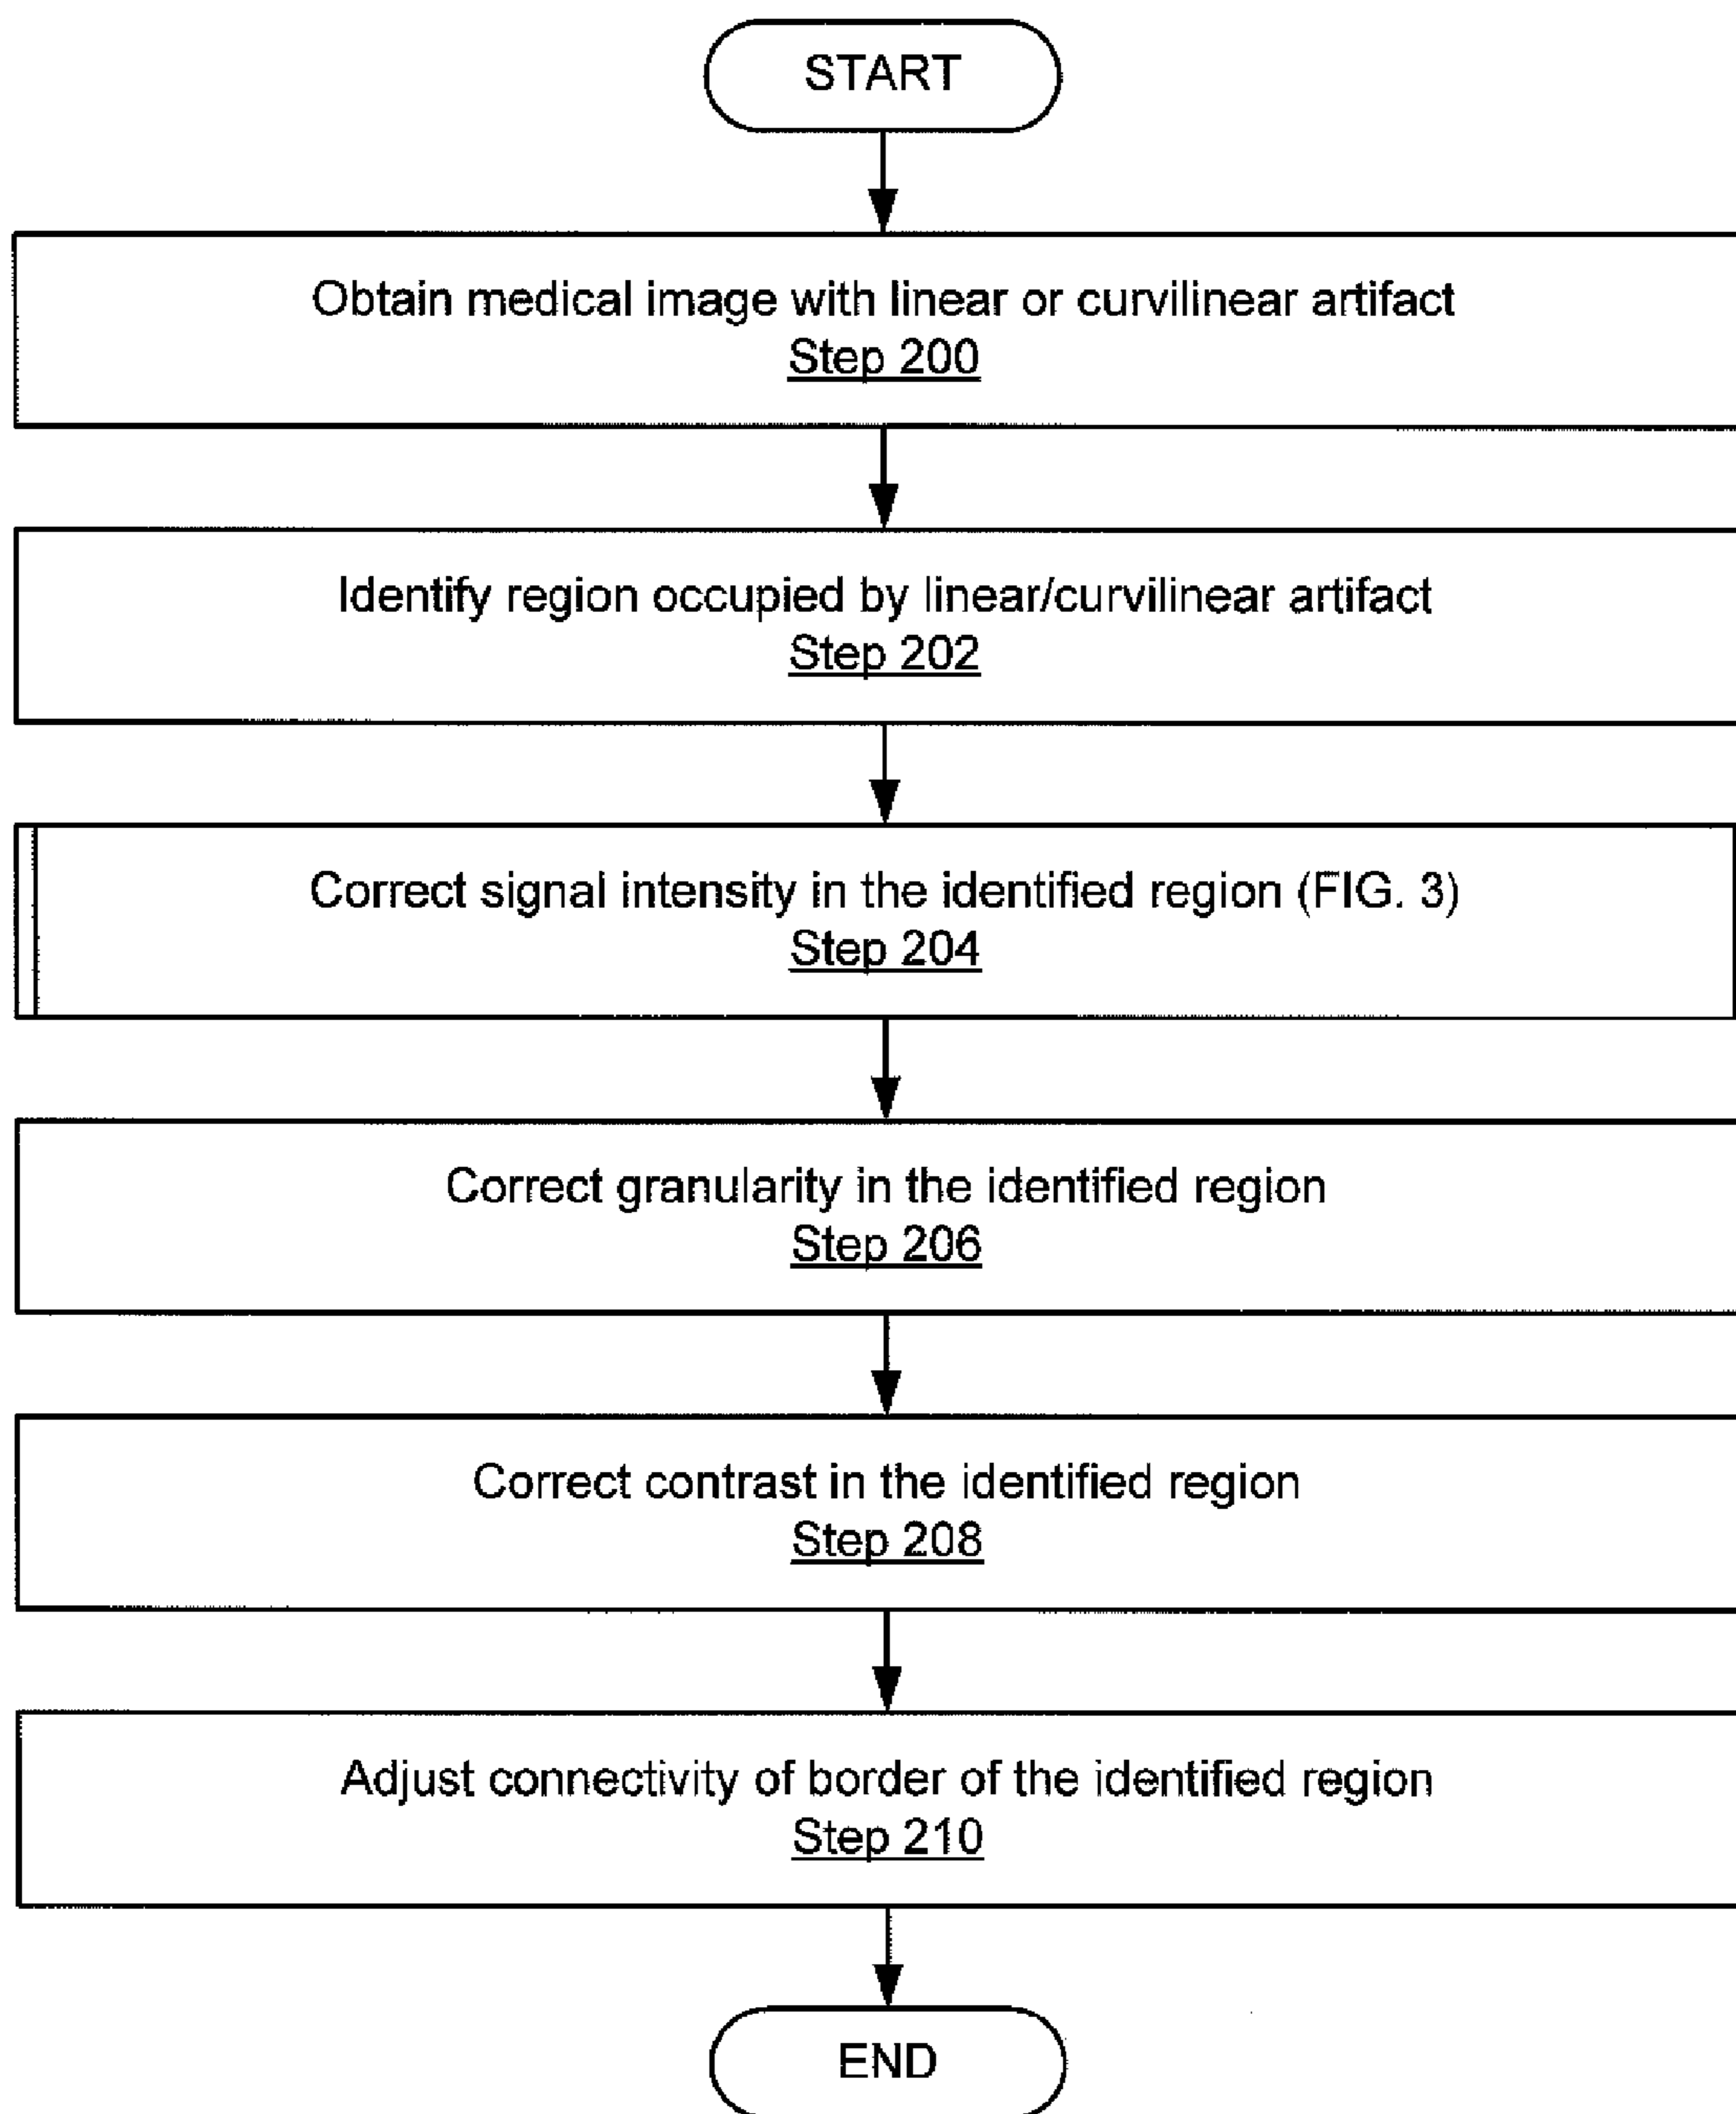 START
Obtain medical image with linear or curvilinear artifact
Step 200
Identify region occupied by linear/curvilinear artifact
Step 202
Correct signal intensity in the identified region (FIG. 3)
Step 204
Correct granularity in the identified region
Step 206
Correct contrast in the identified region
Step 208
Adjust connectivity of border of the identified region
Step 210
END